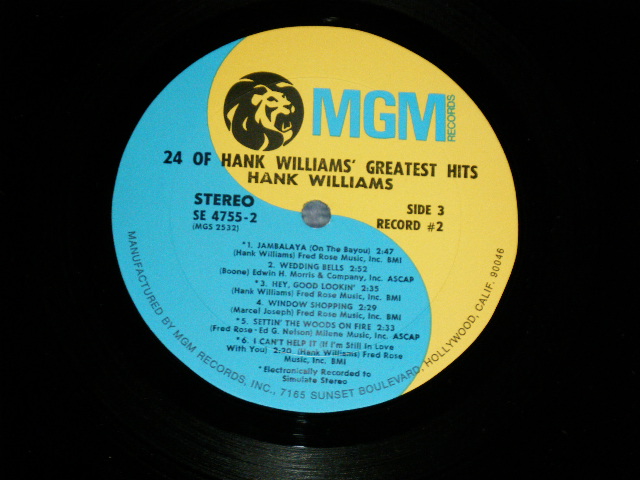 MGM
RECORDS
24 OF HANK WILLIAMS' GREATEST HITS
HANK WILLIAMS
STEREO
SE 4755-2
(MGS 2532)
SIDE 3
RECORD #2
*1. JAMBALAYA (On The Bayou) 2:47
(Hank Williams) Fred Rose Music, Inc. BMI
2. WEDDING BELLS 2:52
(Boone) Edwin H. Morris & Company, Inc. ASCAP
*3. HEY, GOOD LOOKIN' 2:35
(Hank Williams) Fred Rose Music, Inc. BMI
4. WINDOW SHOPPING 2:29
(Marcel Joseph) Fred Rose Music, Inc. BMI
*5. SETTIN' THE WOODS ON FIRE 2:33
(Fred Rose - Ed G. Nelson) Milene Music, Inc. ASCAP
*6. I CAN'T HELP IT (If I'm Still In Love
With You) 2:20 (Hank Williams) Fred Rose
Music, Inc. BMI
*Electronically Recorded to
Simulate Stereo
MANUFACTURED BY MGM RECORDS, INC., 7165 SUNSET BOULEVARD, HOLLYWOOD, CALIF. 90046